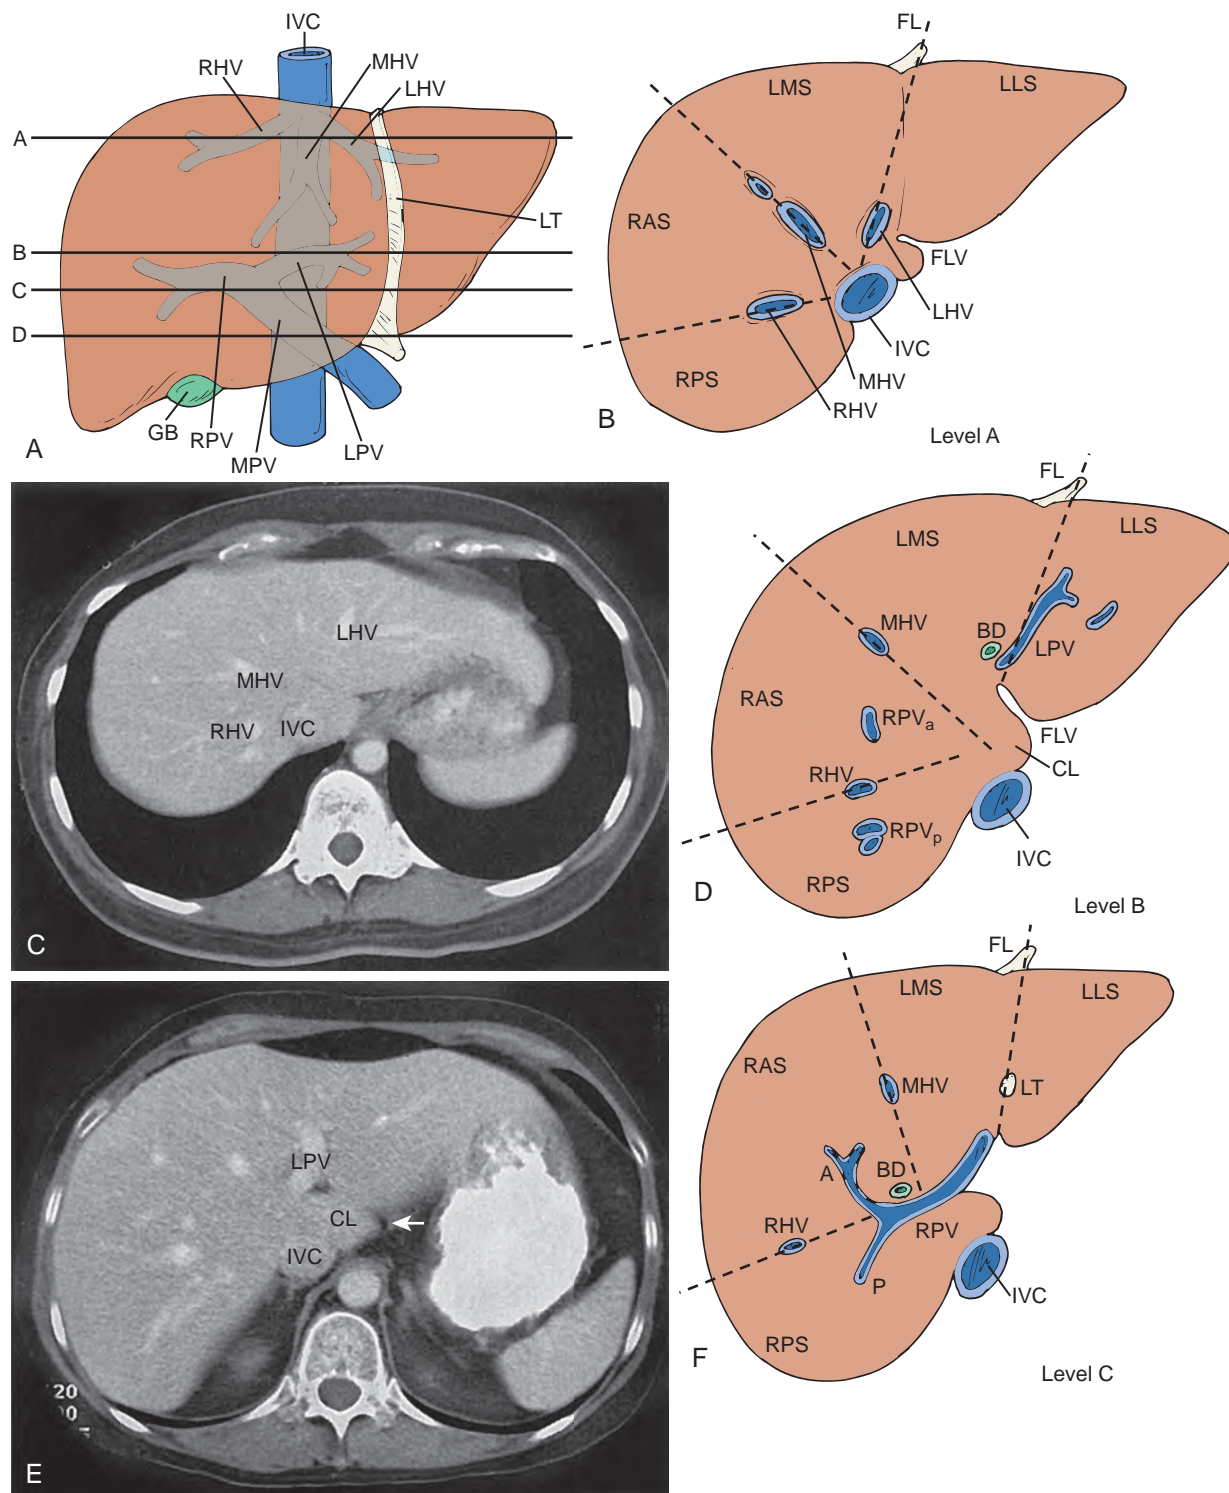 IVC
RHV
MHV
LHV
A
LT
B
C
D
GB
RPV
MPV
LPV
A
FL
LMS
LLS
RAS
FLV
LHV
IVC
RPS
MHV
RHV
B
Level A
LHV
MHV
RHV
IVC
C
FL
LMS
LLS
MHV
BD
LPV
RAS
RPVa
FLV
CL
RHV
RPVp
IVC
RPS
D
Level B
LPV
CL
IVC
20
E
FL
LMS
LLS
RAS
MHV
LT
A
BD
RHV
RPV
P
IVC
RPS
F
Level C